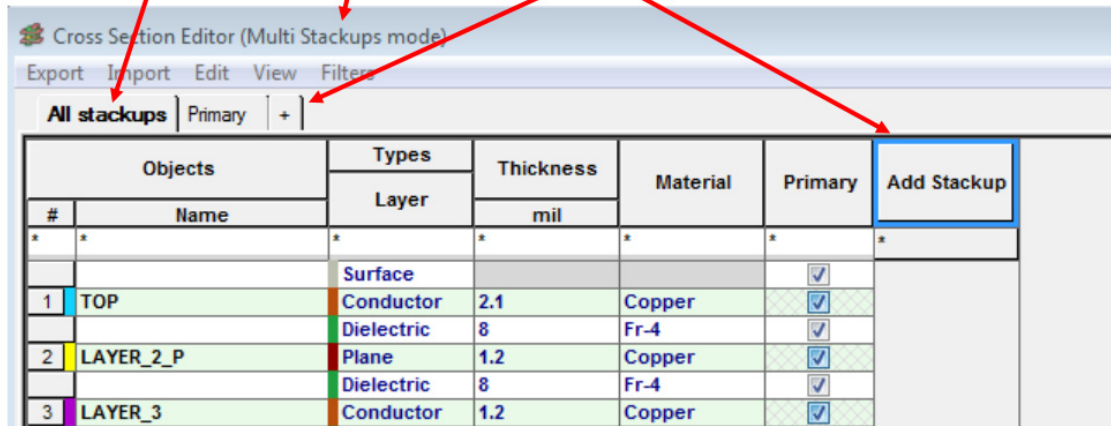 Cross Section Editor (Multi Stackups mode)
Export Import Edit View Filters
All stackups Primary +
Objects Types Thickness Material Primary Add Stackup
Layer
# Name mil
* * * * * * *
Surface
1 TOP Conductor 2.1 Copper
Dielectric 8 Fr-4
2 LAYER_2_P Plane 1.2 Copper
Dielectric 8 Fr-4
3 LAYER_3 Conductor 1.2 Copper